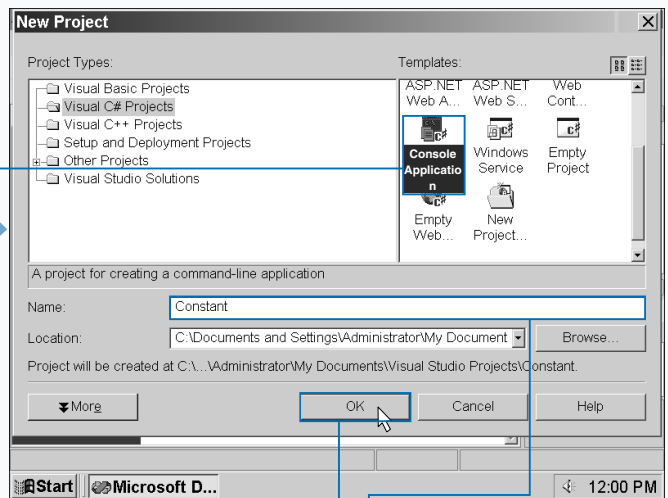 New Project
Project Types:
Templates:
Visual Basic Projects
Visual C# Projects
Visual C++ Projects
Setup and Deployment Projects
Other Projects
Visual Studio Solutions
ASP.NET Web A...
ASP.NET Web S...
Web Cont...
Console Application
Windows Service
Empty Project
Empty Web...
New Project...
A project for creating a command-line application
Name:
Constant
Location:
C:\Documents and Settings\Administrator\My Document
Browse...
Project will be created at C:\...\Administrator\My Documents\Visual Studio Projects\Constant.
More
OK
Cancel
Help
Start
Microsoft D...
12:00 PM